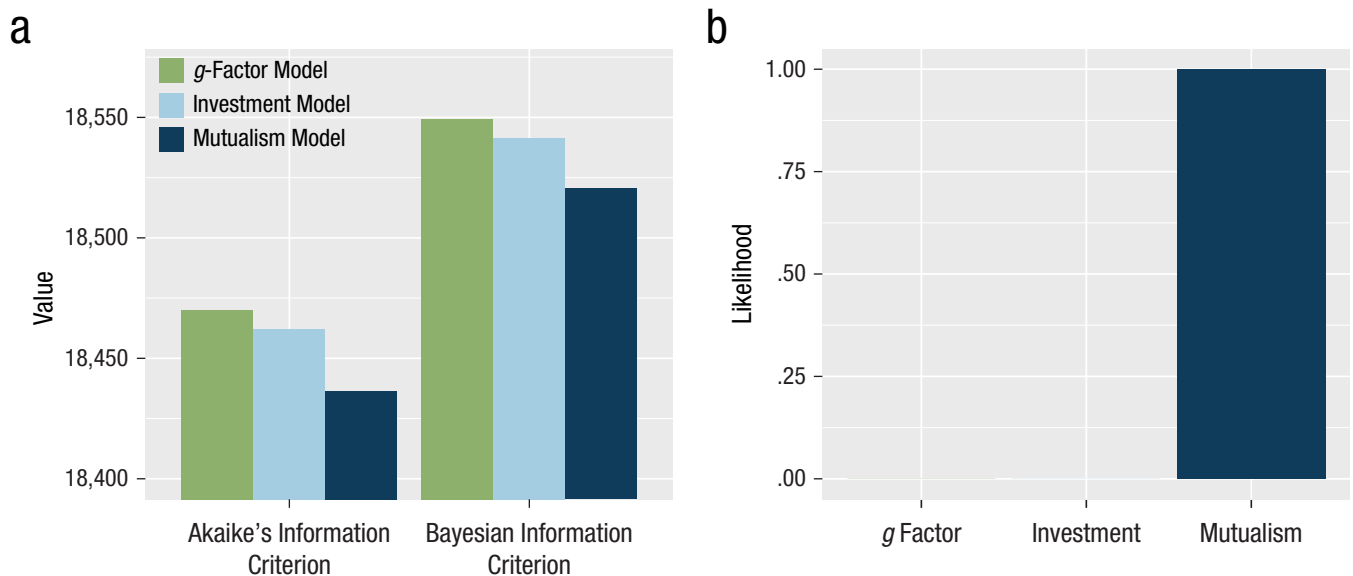 a
g-Factor Model
Investment Model
Mutualism Model
18,550
18,500
18,450
18,400
Value
Akaike’s Information
Criterion
Bayesian Information
Criterion
b
1.00
.75
.50
.25
.00
Likelihood
g Factor
Investment
Mutualism